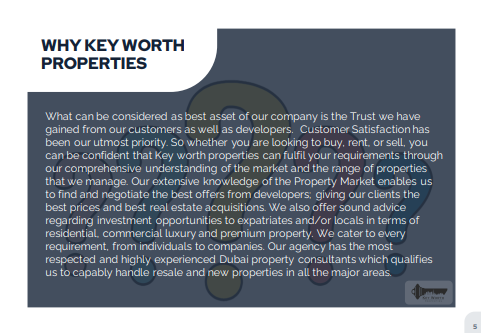 WHY KEY WORTH
PROPERTIES
What can be considered as best asset of our company is the Trust we have
gained from our customers as well as developers.  Customer Satisfaction has
been our utmost priority. So whether you are looking to buy, rent, or sell, you
can be confident that Key worth properties can fulfil your requirements through
our comprehensive understanding of the market and the range of properties
that we manage. Our extensive knowledge of the Property Market enables us
to find and negotiate the best offers from developers; giving our clients the
best prices and best real estate acquisitions. We also offer sound advice
regarding investment opportunities to expatriates and/or locals in terms of
residential, commercial luxury and premium property. We cater to every
requirement, from individuals to companies. Our agency has the most
respected and highly experienced Dubai property consultants which qualifies
us to capably handle resale and new properties in all the major areas.
5